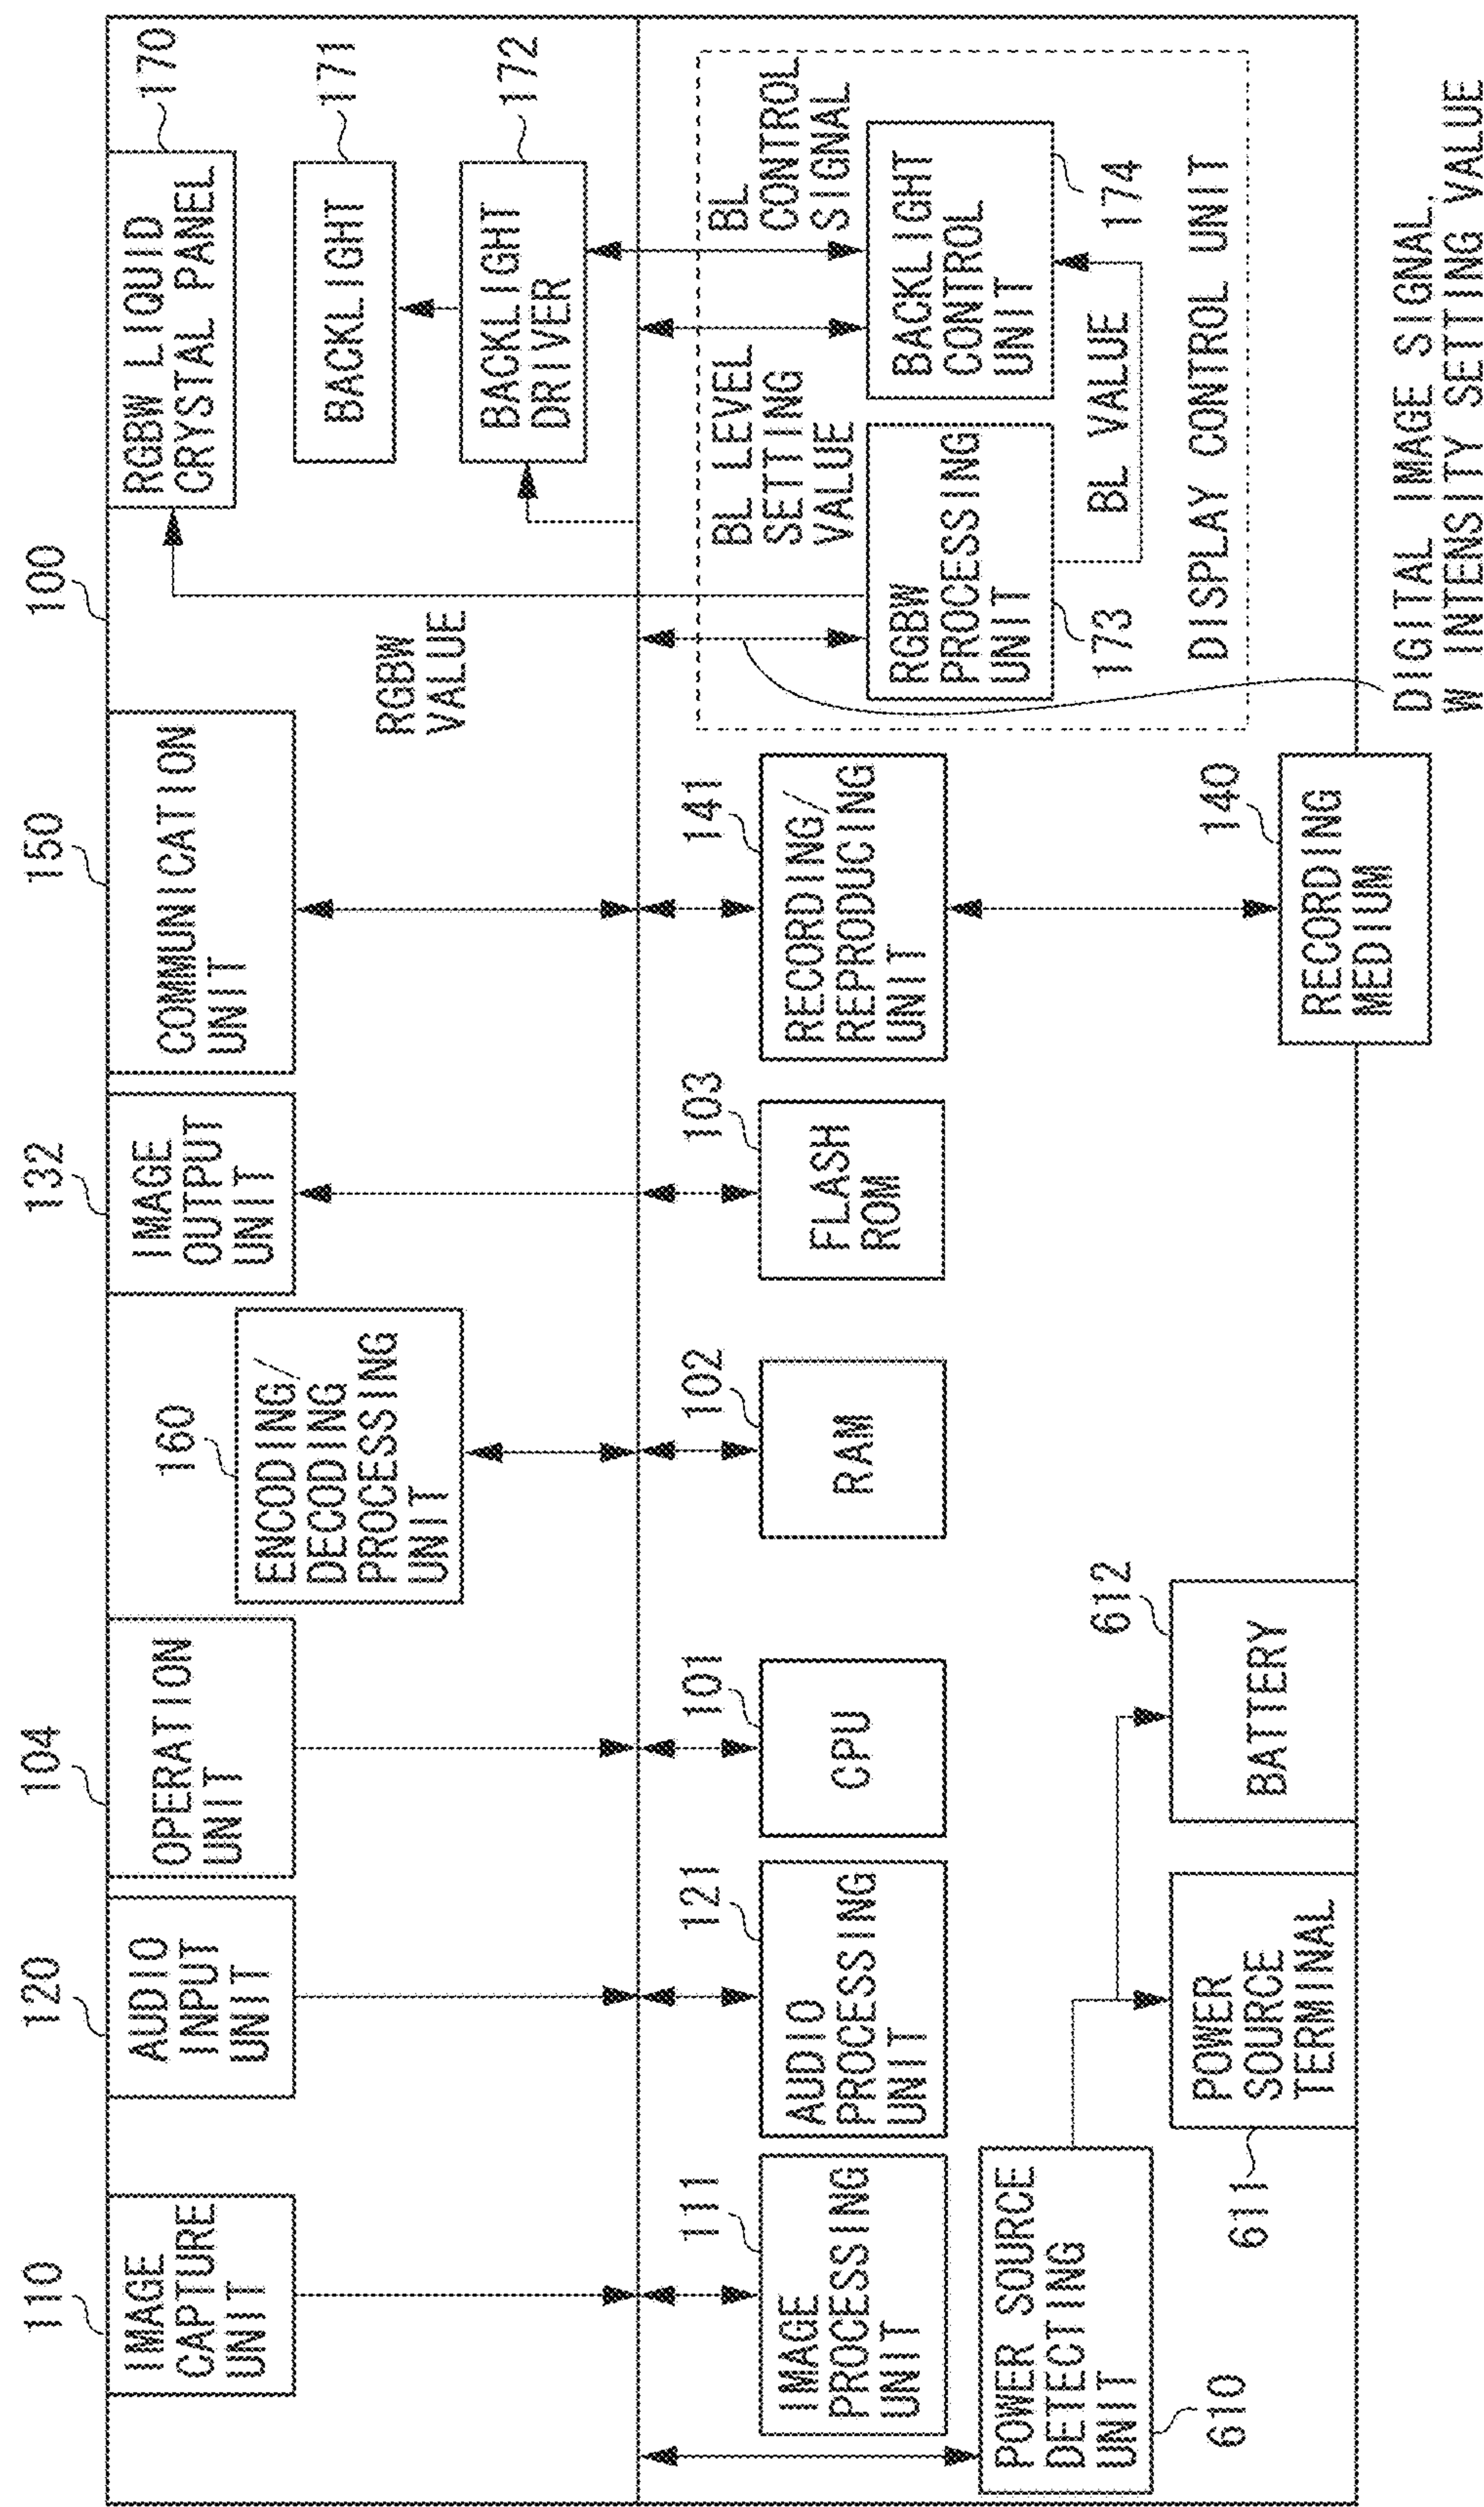 110
IMAGE
CAPTURE
UNIT
120
AUDIO
INPUT
UNIT
104
OPERATION
UNIT
160
ENCODING/
DECODING
PROCESSING
UNIT
132
IMAGE
OUTPUT
UNIT
150
COMMUNICATION
UNIT
100
RGBW
VALUE
RGBW LIQUID
CRYSTAL PANEL
170
BACKLIGHT
171
BACKLIGHT
DRIVER
172
111
IMAGE
PROCESSING
UNIT
121
AUDIO
PROCESSING
UNIT
101
CPU
102
RAM
103
FLASH
ROM
141
RECORDING/
REPRODUCING
UNIT
BL LEVEL
SETTING
VALUE
BL
CONTROL
SIGNAL
RGBW
PROCESSING
UNIT
173
BACKLIGHT
CONTROL
UNIT
174
BL VALUE
DISPLAY CONTROL UNIT
POWER SOURCE
DETECTING
UNIT
610
POWER
SOURCE
TERMINAL
611
612
BATTERY
140
RECORDING
MEDIUM
DIGITAL IMAGE SIGNAL,
W INTENSITY SETTING VALUE